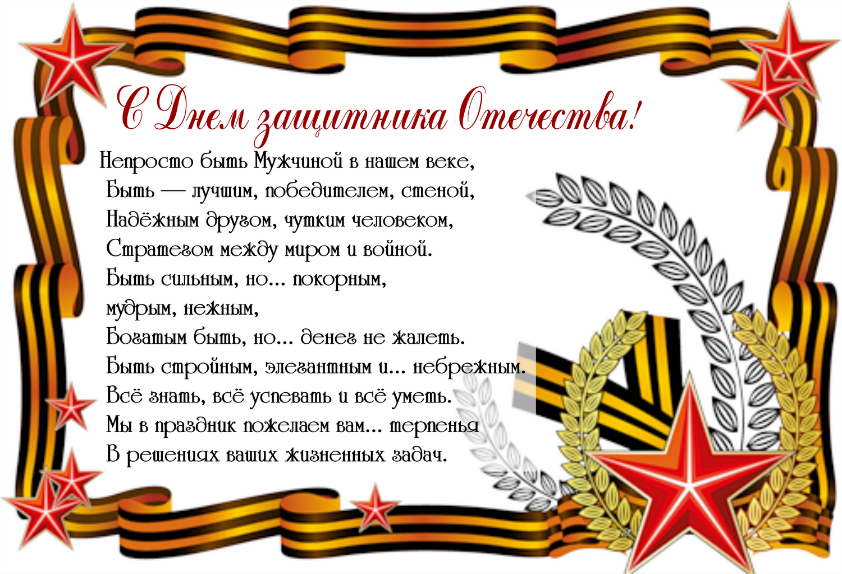 С Днем защитника Отечества!
Непросто быть Мужчиной в нашем веке,
Быть — лучшим, победителем, стеной,
Надёжным другом, чутким человеком,
Стратегом между миром и войной.
Быть сильным, но... покорным,
мудрым, нежным,
Богатым быть, но... денег не жалеть.
Быть стройным, элегантным и... небрежным.
Всё знать, всё успевать и всё уметь.
Мы в праздник пожелаем вам... терпенья
В решениях ваших жизненных задач.